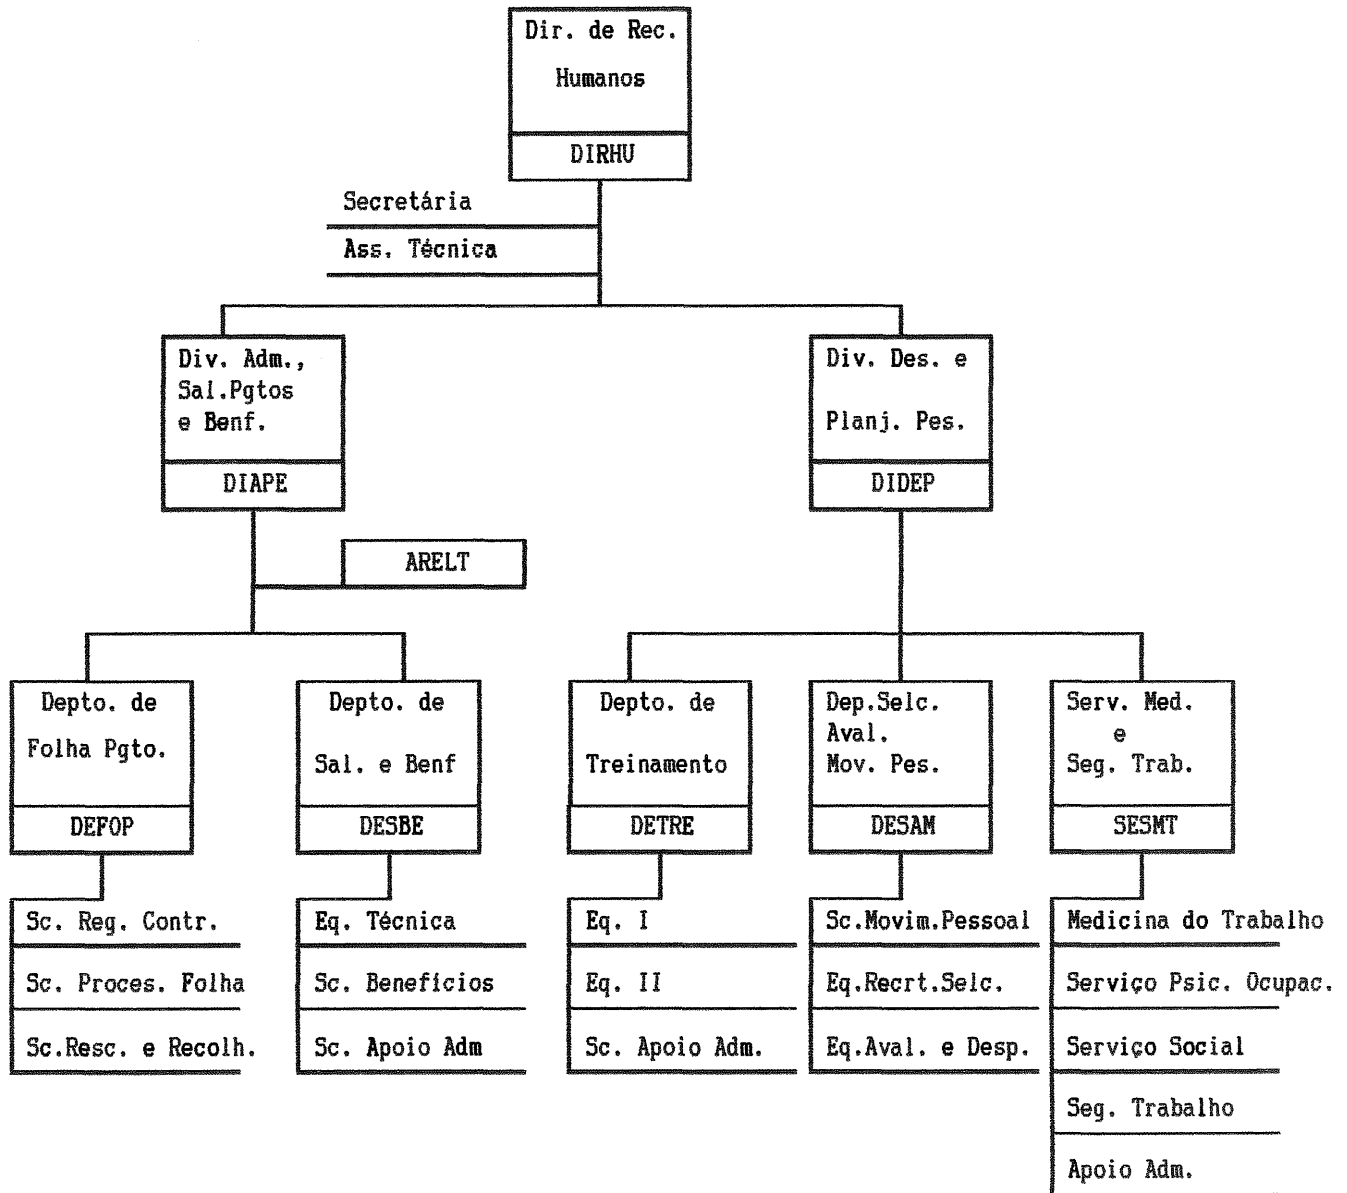 Dir. de Rec.
Humanos
DIRHU
Secretária
Ass. Técnica
Div. Adm.,
Sal.Pgtos
e Benf.
DIAPE
Div. Des. e
Planj. Pes.
DIDEP
ARELT
Depto. de
Folha Pgto.
DEFOP
Depto. de
Sal. e Benf
DESBE
Depto. de
Treinamento
DETRE
Dep.Selc.
Aval.
Mov. Pes.
DESAM
Serv. Med.
e
Seg. Trab.
SESMT
Sc. Reg. Contr.
Sc. Proces. Folha
Sc.Resc. e Recolh.
Eq. Técnica
Sc. Benefícios
Sc. Apoio Adm
Eq. I
Eq. II
Sc. Apoio Adm.
Sc.Movim.Pessoal
Eq.Recrt.Selc.
Eq.Aval. e Desp.
Medicina do Trabalho
Serviço Psic. Ocupac.
Serviço Social
Seg. Trabalho
Apoio Adm.